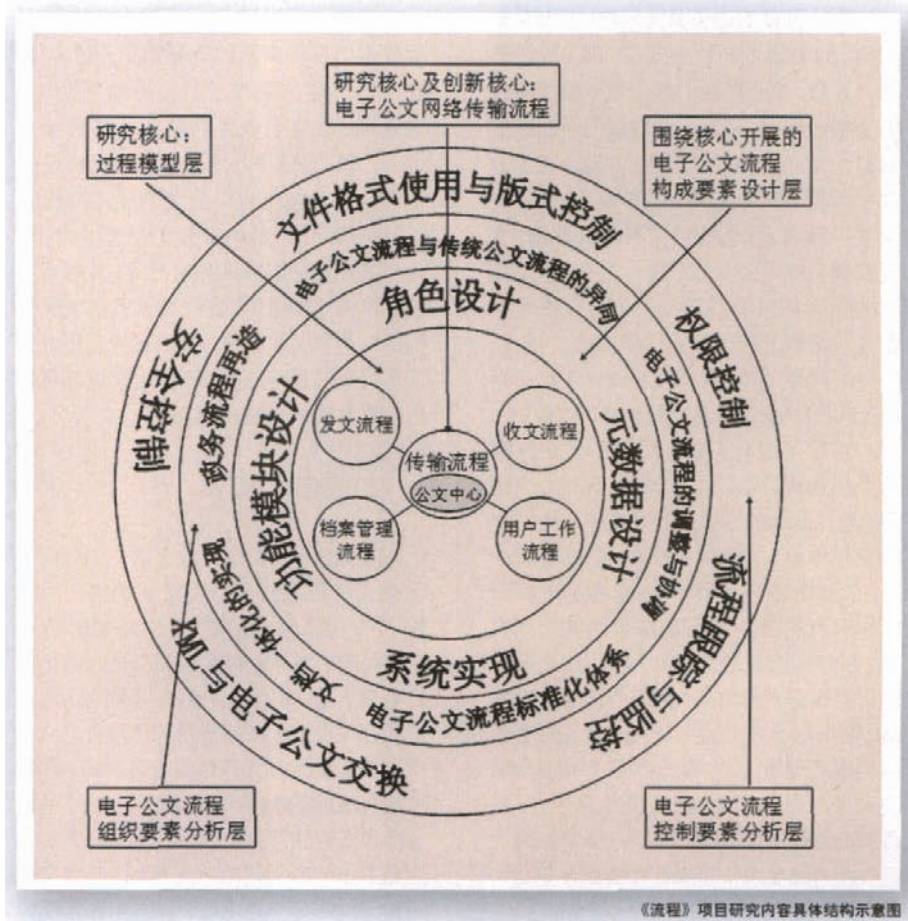 研究核心及创新核心：
电子公文网络传输流程
研究核心：
过程模型层
围绕核心开展的
电子公文流程
构成要素设计层
文件格式使用与版式控制
电子公文流程与传统公文流程的异同
角色设计
安全控制
政务流程再造
功能模块设计
权限控制
电子公文流程的调整与协调
元数据设计
发文流程
收文流程
传输流程
公文中心
档案管理
流程
用户工作
流程
系统实现
文档一体化的实现
电子公文流程标准化体系
XML与电子公文交换
流程跟踪与监控
电子公文流程
组织要素分析层
电子公文流程
控制要素分析层
《流程》项目研究内容具体结构示意图